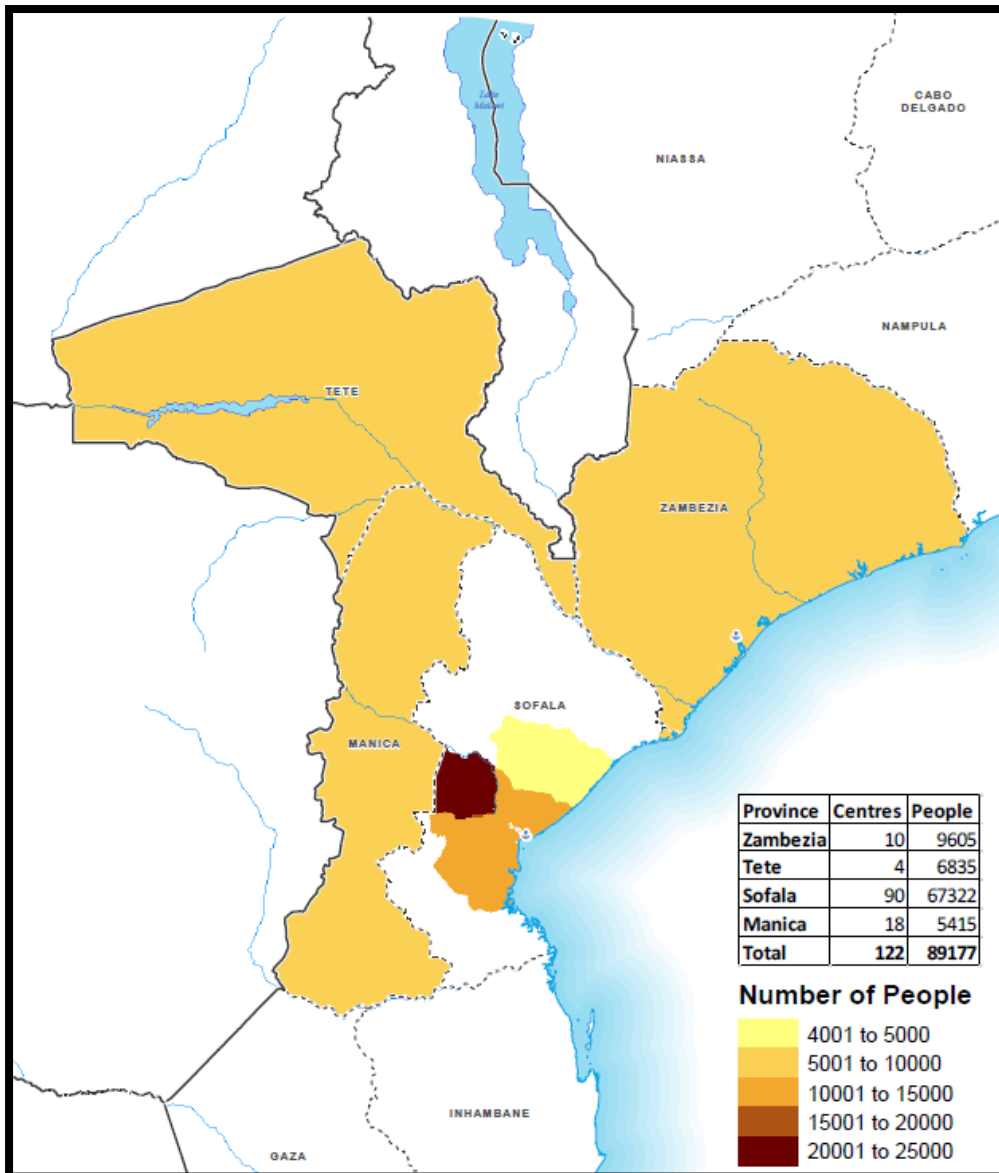 CABO
DELGADO
Lake
Malawi
NIASSA
NAMPULA
TETE
ZAMBEZIA
SOFALA
MANICA
Province Centres People
Zambezia 10 9605
Tete 4 6835
Sofala 90 67322
Manica 18 5415
Total 122 89177
Number of People
4001 to 5000
5001 to 10000
10001 to 15000
15001 to 20000
20001 to 25000
INHAMBANE
GAZA